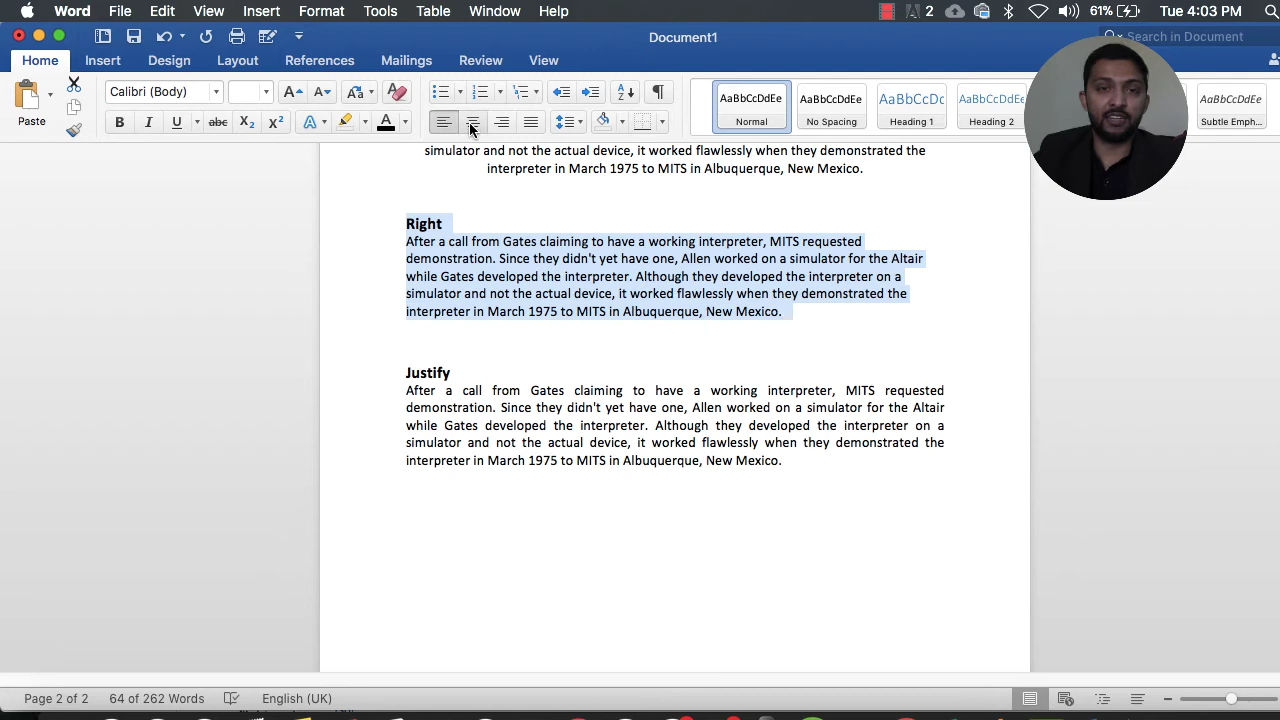 Word File Edit View Insert Format Tools Table Window Help 2 61% Tue 4:03 PM
Document1
Search in Document
Home Insert Design Layout References Mailings Review View
Paste
Calibri (Body)
A A Aa A
B I U abc X2 X2 A A
AaBbCcDdEe AaBbCcDdEe AaBbCcDc AaBbCcDdEe AaBbCcDdEe
Normal No Spacing Heading 1 Heading 2 Subtle Emph...
simulator and not the actual device, it worked flawlessly when they demonstrated the
interpreter in March 1975 to MITS in Albuquerque, New Mexico.
Right
After a call from Gates claiming to have a working interpreter, MITS requested
demonstration. Since they didn't yet have one, Allen worked on a simulator for the Altair
while Gates developed the interpreter. Although they developed the interpreter on a
simulator and not the actual device, it worked flawlessly when they demonstrated the
interpreter in March 1975 to MITS in Albuquerque, New Mexico.
Justify
After a call from Gates claiming to have a working interpreter, MITS requested
demonstration. Since they didn't yet have one, Allen worked on a simulator for the Altair
while Gates developed the interpreter. Although they developed the interpreter on a
simulator and not the actual device, it worked flawlessly when they demonstrated the
interpreter in March 1975 to MITS in Albuquerque, New Mexico.
Page 2 of 2 64 of 262 Words English (UK)